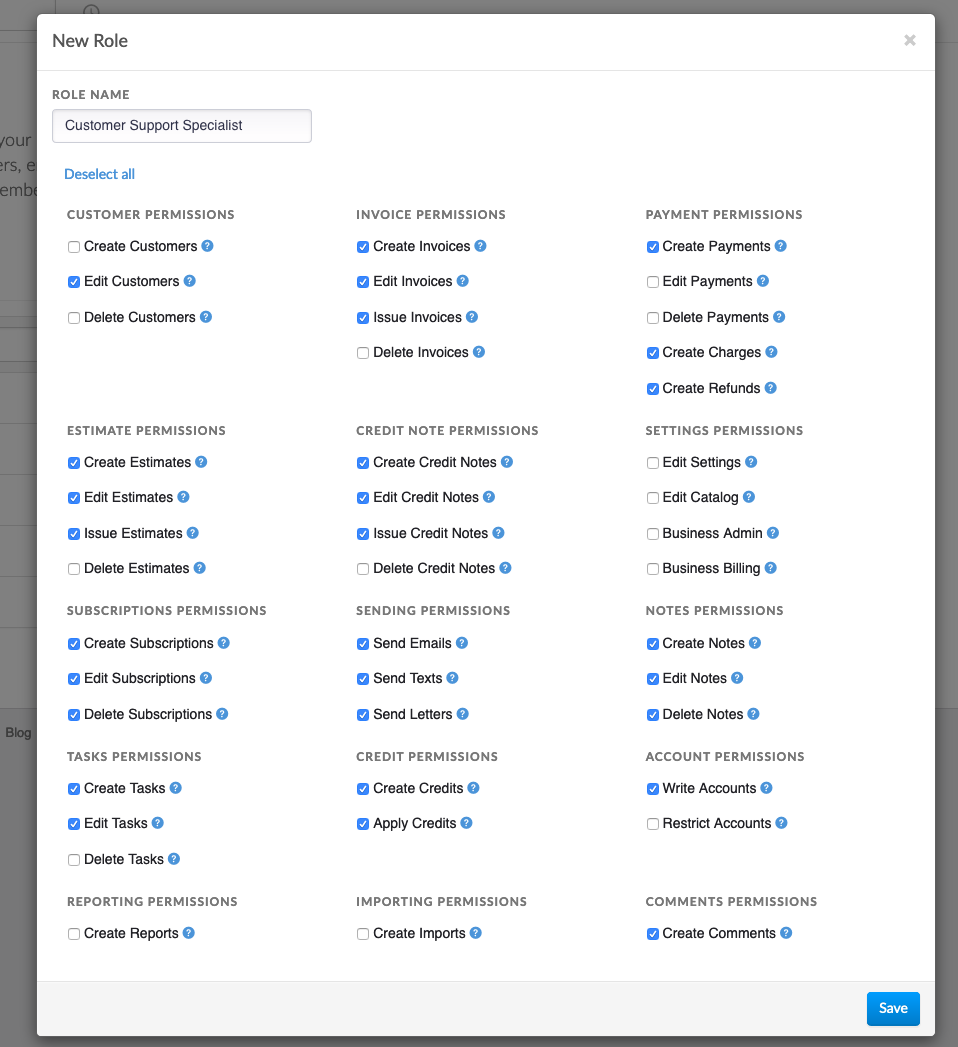 New Role
ROLE NAME
Customer Support Specialist
your
ers, e
embe
Deselect all
CUSTOMER PERMISSIONS
Create Customers
Edit Customers
Delete Customers
INVOICE PERMISSIONS
Create Invoices
Edit Invoices
Issue Invoices
Delete Invoices
PAYMENT PERMISSIONS
Create Payments
Edit Payments
Delete Payments
Create Charges
Create Refunds
ESTIMATE PERMISSIONS
Create Estimates
Edit Estimates
Issue Estimates
Delete Estimates
CREDIT NOTE PERMISSIONS
Create Credit Notes
Edit Credit Notes
Issue Credit Notes
Delete Credit Notes
SETTINGS PERMISSIONS
Edit Settings
Edit Catalog
Business Admin
Business Billing
SUBSCRIPTIONS PERMISSIONS
Create Subscriptions
Edit Subscriptions
Delete Subscriptions
SENDING PERMISSIONS
Send Emails
Send Texts
Send Letters
NOTES PERMISSIONS
Create Notes
Edit Notes
Delete Notes
Blog
TASKS PERMISSIONS
Create Tasks
Edit Tasks
Delete Tasks
CREDIT PERMISSIONS
Create Credits
Apply Credits
ACCOUNT PERMISSIONS
Write Accounts
Restrict Accounts
REPORTING PERMISSIONS
Create Reports
IMPORTING PERMISSIONS
Create Imports
COMMENTS PERMISSIONS
Create Comments
Save